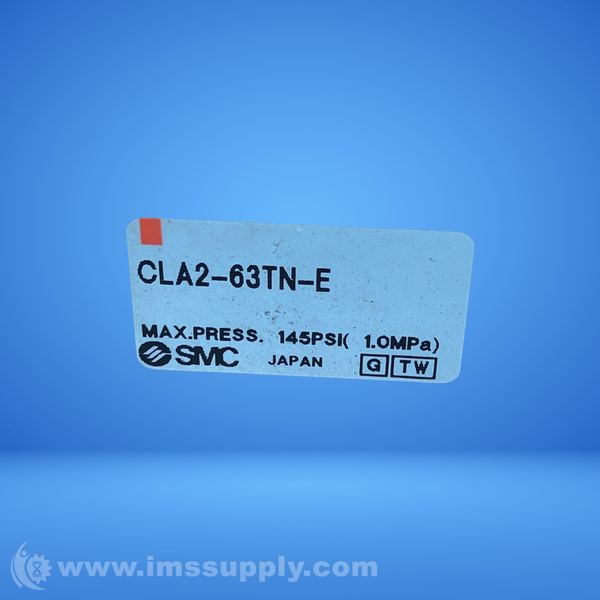 CLA2-63TN-E
MAX.PRESS. 145PSI( 1.0MPa)
SMC JAPAN G TW
www.imssupply.com